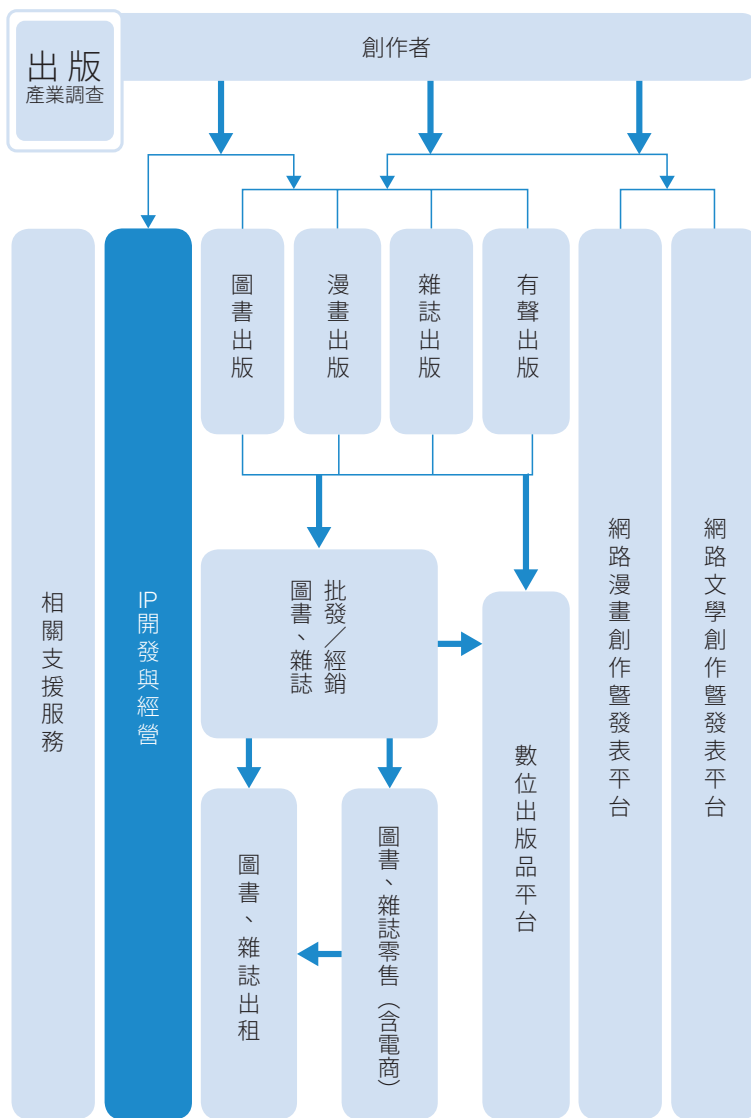 出版
產業調查
創作者
相關支援服務
IP開發與經營
圖書出版
漫畫出版
雜誌出版
有聲出版
網路漫畫創作暨發表平台
網路文學創作暨發表平台
批發／經銷
圖書、雜誌
數位出版品平台
圖書、雜誌出租
圖書、雜誌零售（含電商）